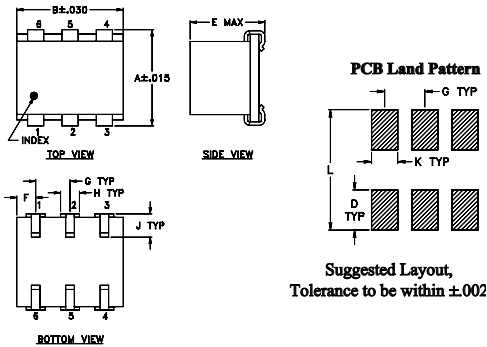 B±.030
E MAX
6 5 4
A±.015
PCB Land Pattern
G TYP
INDEX
1 2 3
TOP VIEW
SIDE VIEW
K TYP
L
D
TYP
G TYP
H TYP
F
1 2 3
J TYP
6 5 4
BOTTOM VIEW
Suggested Layout,
Tolerance to be within ±.002